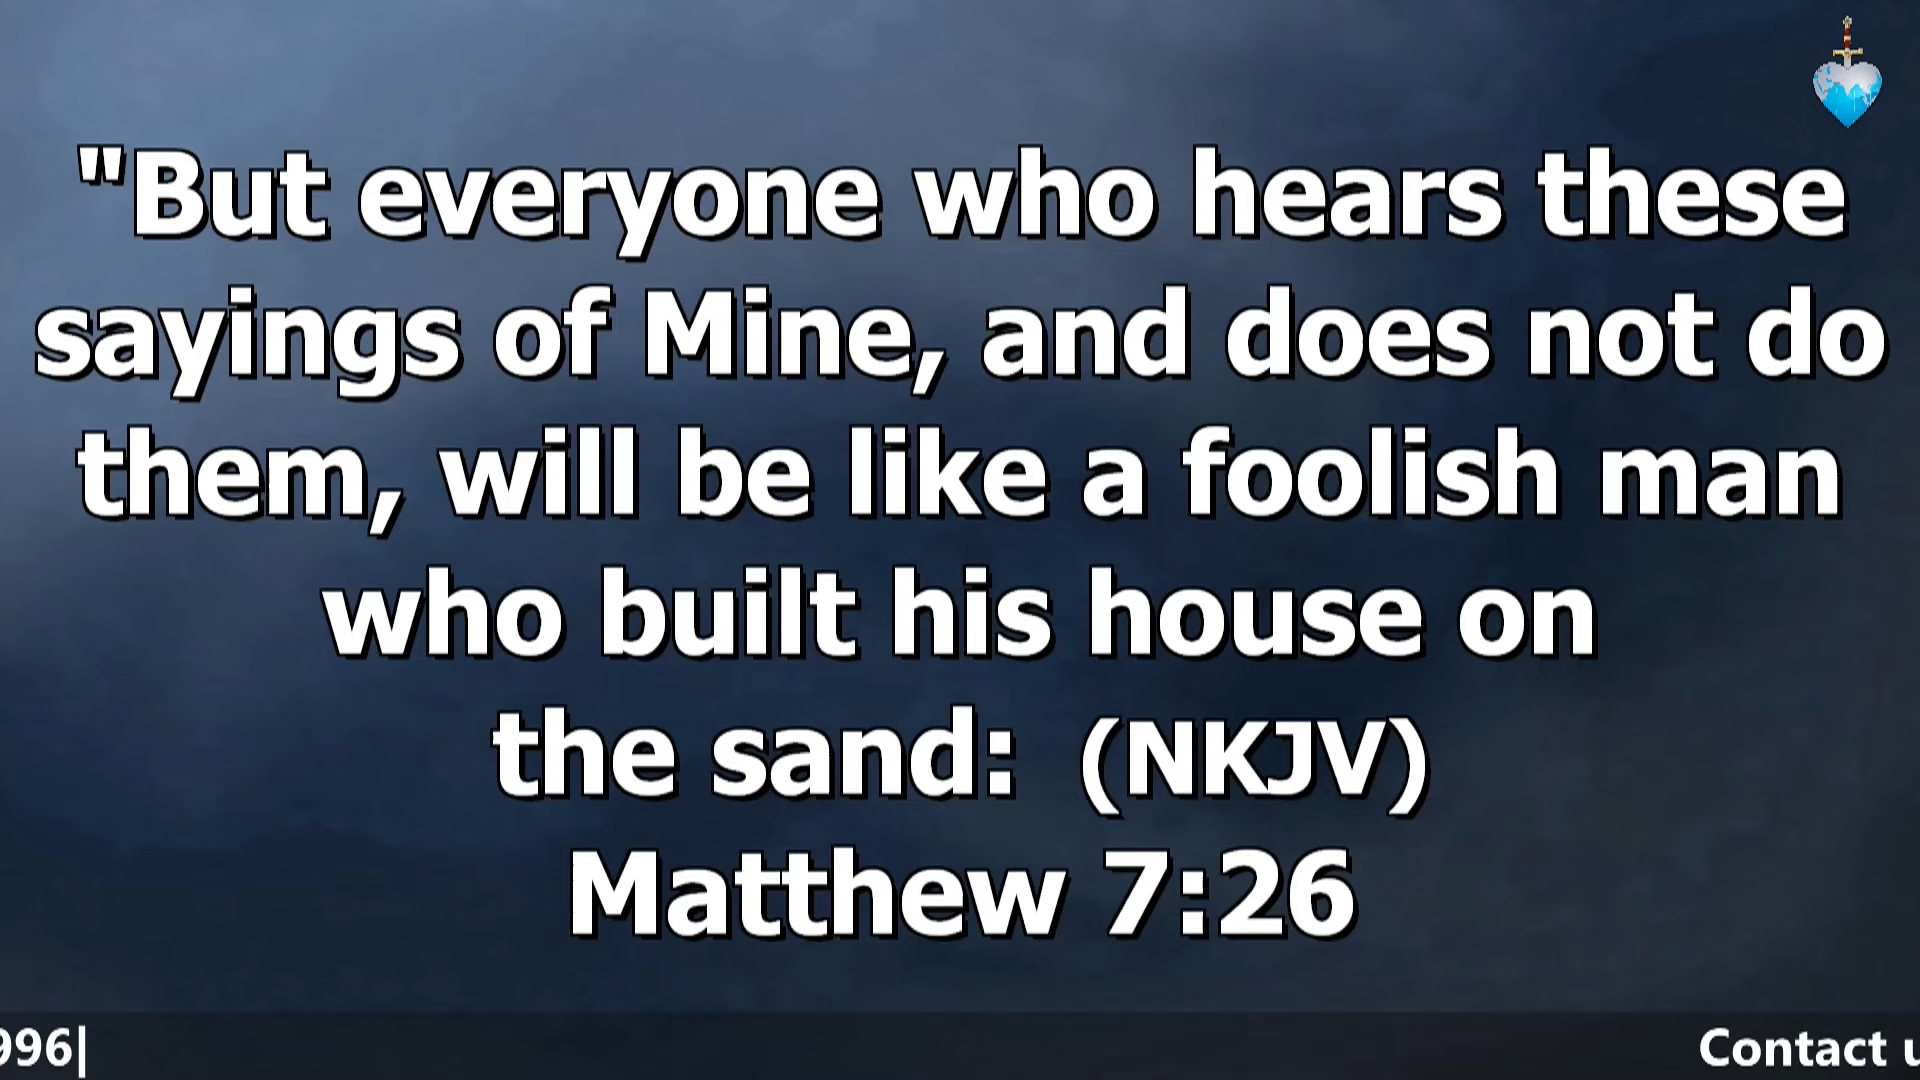 "But everyone who hears these
sayings of Mine, and does not do
them, will be like a foolish man
who built his house on
the sand:  (NKJV)
Matthew 7:26
996|
Contact u